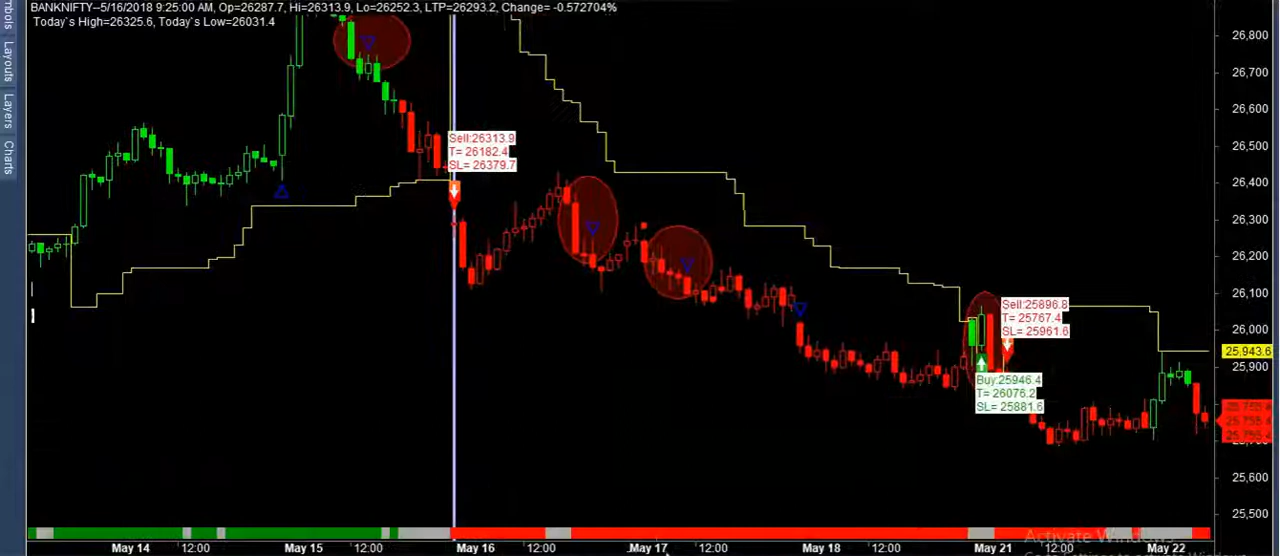 BANKNIFTY--5/16/2018 9:25:00 AM, Op=26287.7, Hi=26313.9, Lo=26252.3, LTP=26293.2, Change= -0.572704%
Today`s High=26325.6, Today`s Low=26031.4
Layouts
Layers
Charts
26,800
26,700
26,600
26,500
26,400
26,300
26,200
26,100
26,000
25,943.6
25,900
25,755.4
25,600
25,500
Sell:26313.9
T= 26182.4
SL= 26379.7
Sell:25896.8
T= 25767.4
SL= 25961.6
Buy:25946.4
T= 26076.2
SL= 25881.6
May 14
12:00
May 15
12:00
May 16
12:00
May 17
12:00
May 18
12:00
May 21
12:00
May 22
Activate Windows